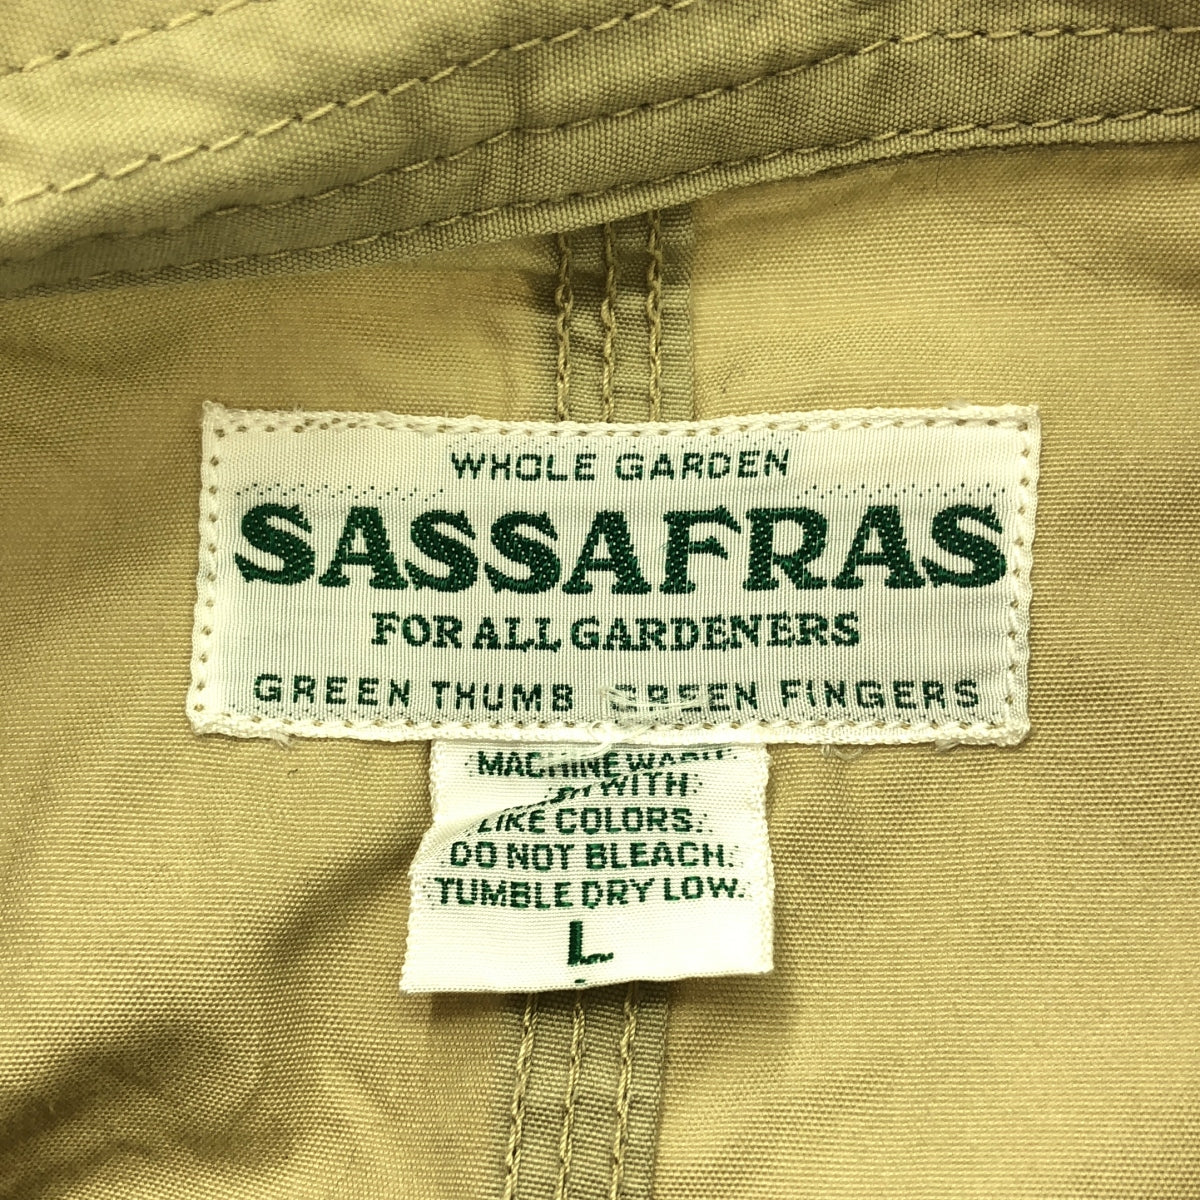 WHOLE GARDEN
SASSAFRAS
FOR ALL GARDENERS
GREEN THUMB GREEN FINGERS
MACHINE WASH
WITH
LIKE COLORS.
DO NOT BLEACH.
TUMBLE DRY LOW.
L